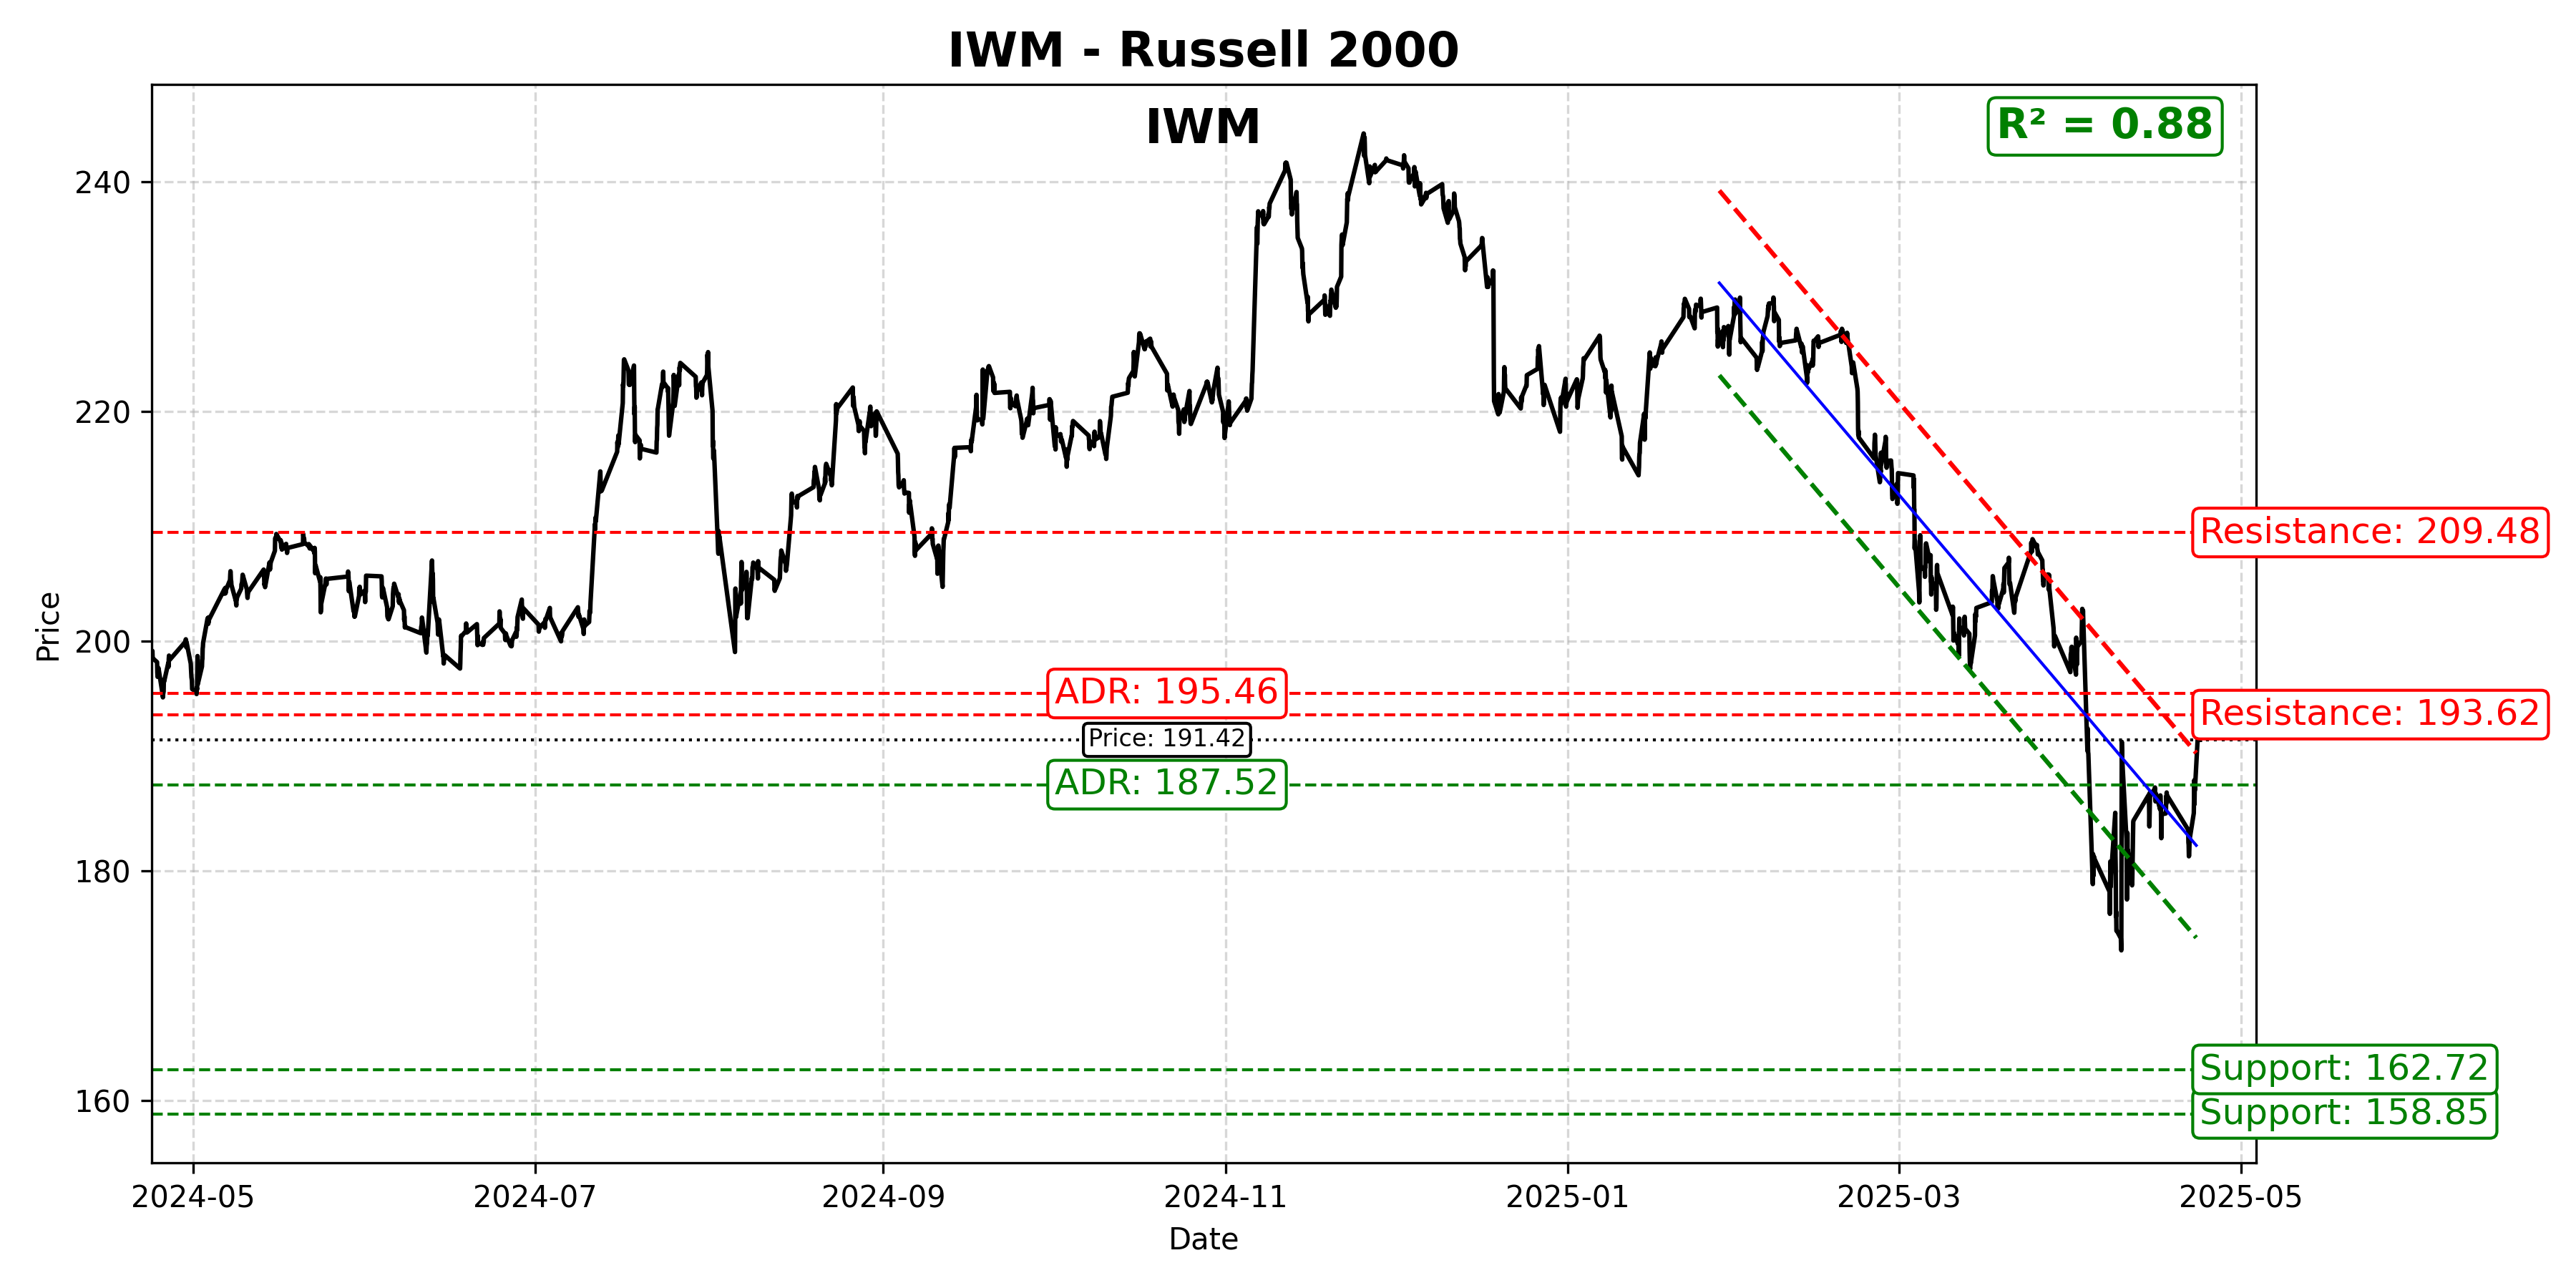 IWM - Russell 2000
IWM
R² = 0.88
240
220
200
180
160
Price
Resistance: 209.48
ADR: 195.46
Resistance: 193.62
Price: 191.42
ADR: 187.52
Support: 162.72
Support: 158.85
2024-05
2024-07
2024-09
2024-11
2025-01
2025-03
2025-05
Date